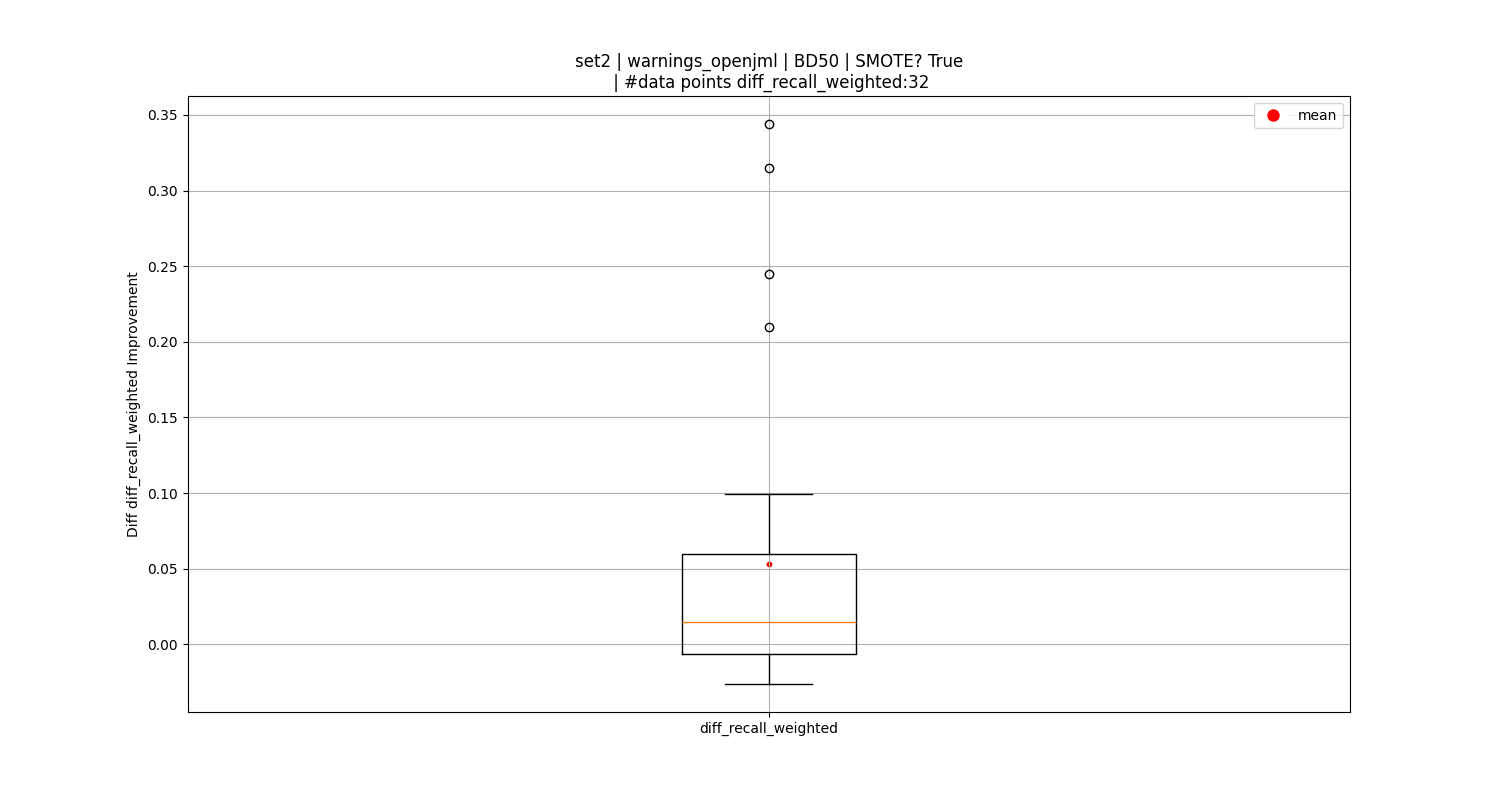 set2 | warnings_openjml | BD50 | SMOTE? True
| #data points diff_recall_weighted:32
mean
Diff diff_recall_weighted Improvement
0.35
0.30
0.25
0.20
0.15
0.10
0.05
0.00
diff_recall_weighted